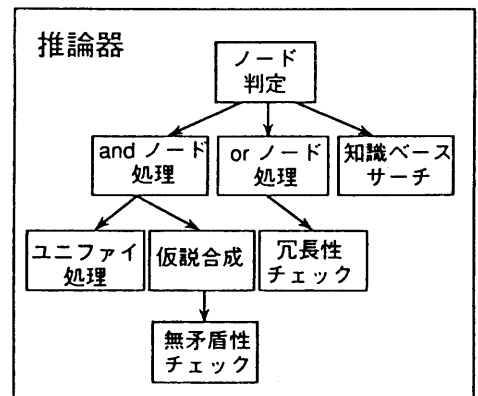 推論器
ノード
判定
and ノード
処理
or ノード
処理
知識ベース
サーチ
ユニファイ
処理
仮説合成
冗長性
チェック
無矛盾性
チェック